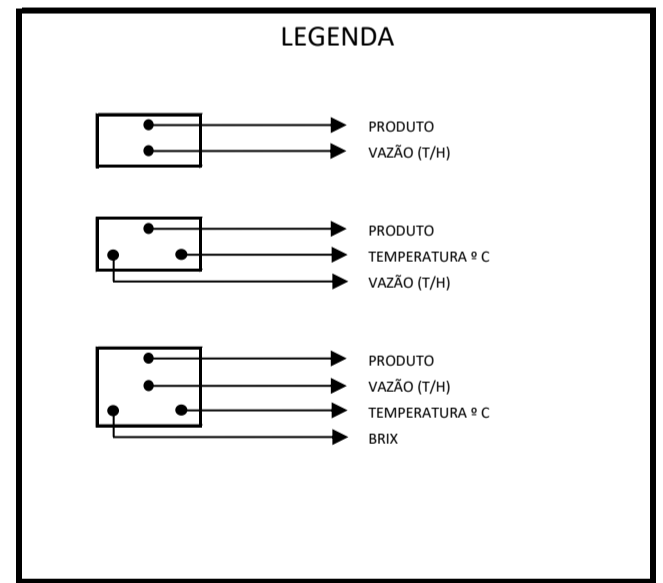 LEGENDA
PRODUTO
VAZÃO (T/H)
PRODUTO
TEMPERATURA º C
VAZÃO (T/H)
PRODUTO
VAZÃO (T/H)
TEMPERATURA º C
BRIX